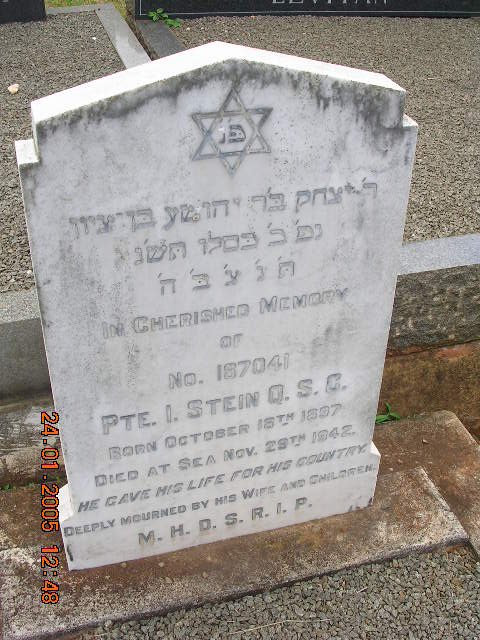 LEVITAN
פ"נ
ר' יצחק ב'ר יהושע בן־ציון
נפ' כ' כסלו תש'ג
ת' נ' צ' ב' ה'
IN CHERISHED MEMORY
OF
NO. 187041
PTE. I. STEIN Q. S. C.
BORN OCTOBER 18TH 1897
DIED AT SEA NOV. 29TH 1942.
HE GAVE HIS LIFE FOR HIS COUNTRY.
DEEPLY MOURNED BY HIS WIFE AND CHILDREN.
M. H. D. S. R. I. P.
24.01.2005 12:48